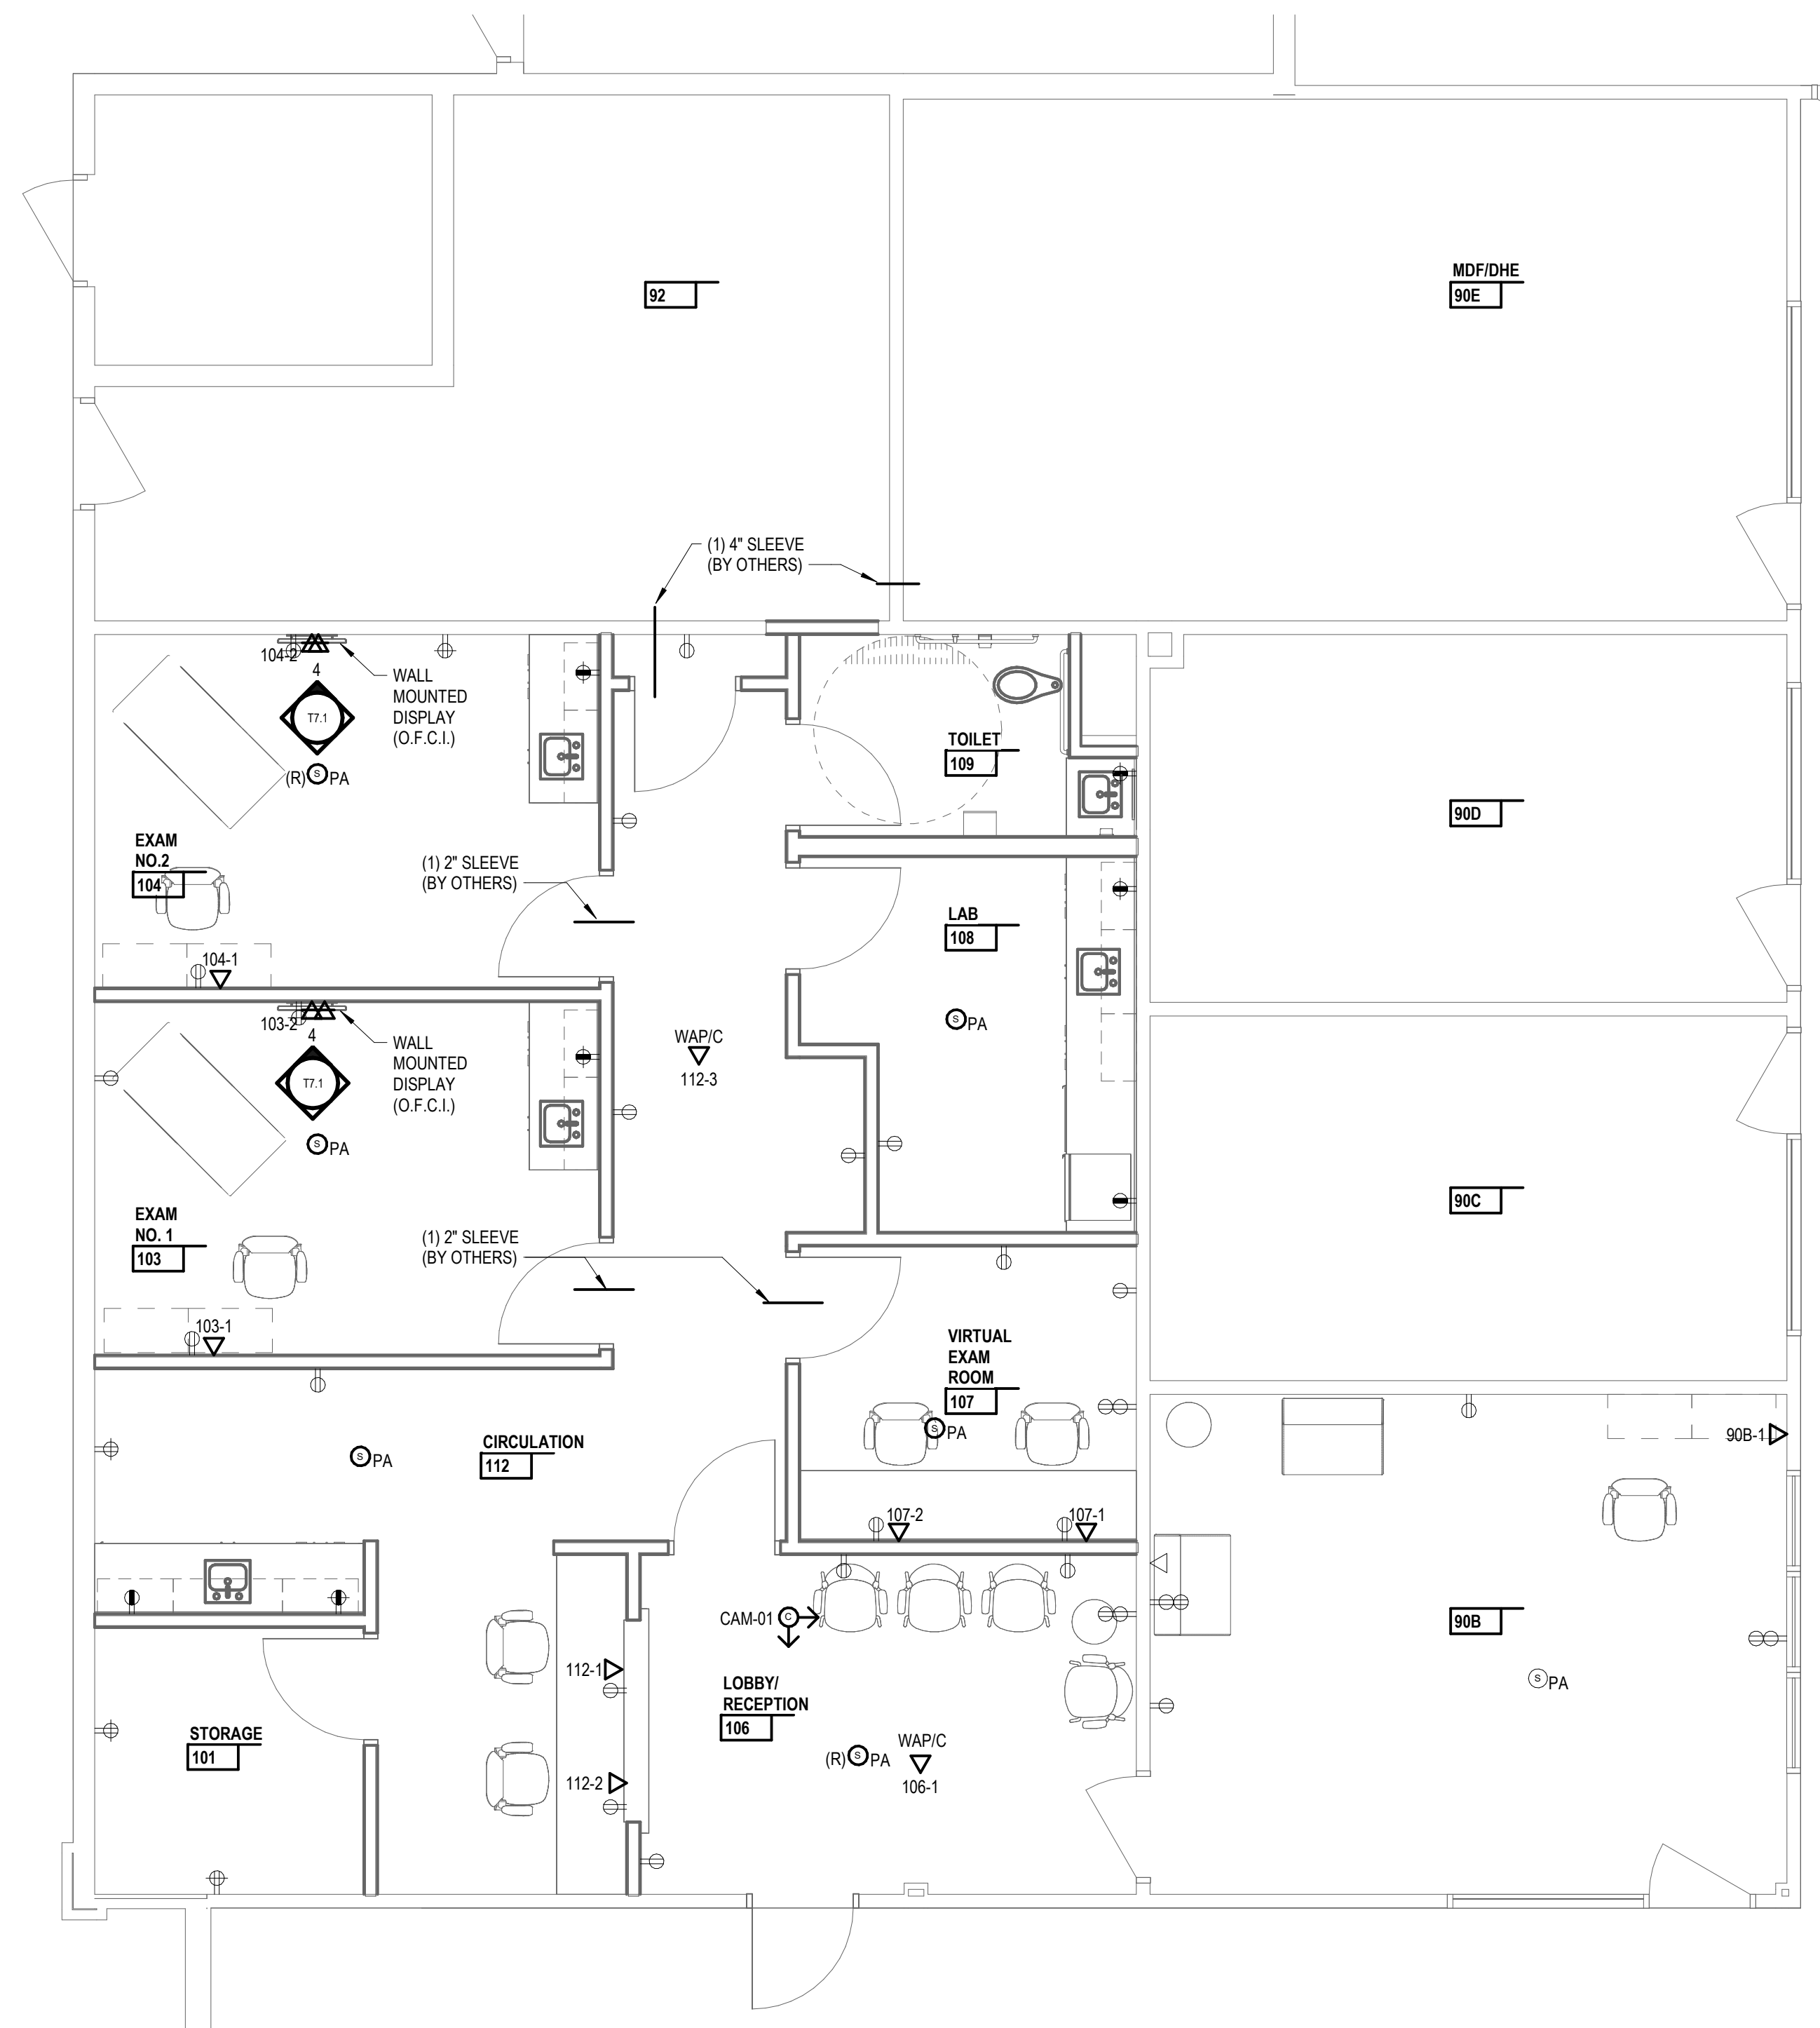 MDF/DHE
90E
92
(1) 4" SLEEVE
(BY OTHERS)
104-2
4
T7.1
WALL
MOUNTED
DISPLAY
(O.F.C.I.)
(R) S PA
TOILET
109
90D
EXAM
NO.2
104
(1) 2" SLEEVE
(BY OTHERS)
LAB
108
104-1
103-2
4
T7.1
WALL
MOUNTED
DISPLAY
(O.F.C.I.)
S PA
WAP/C
112-3
S PA
90C
EXAM
NO. 1
103
(1) 2" SLEEVE
(BY OTHERS)
103-1
VIRTUAL
EXAM
ROOM
107
S PA
90B-1
CIRCULATION
112
S PA
107-2
107-1
CAM-01 C
90B
S PA
112-1
LOBBY/
RECEPTION
106
STORAGE
101
112-2
(R) S PA
WAP/C
106-1